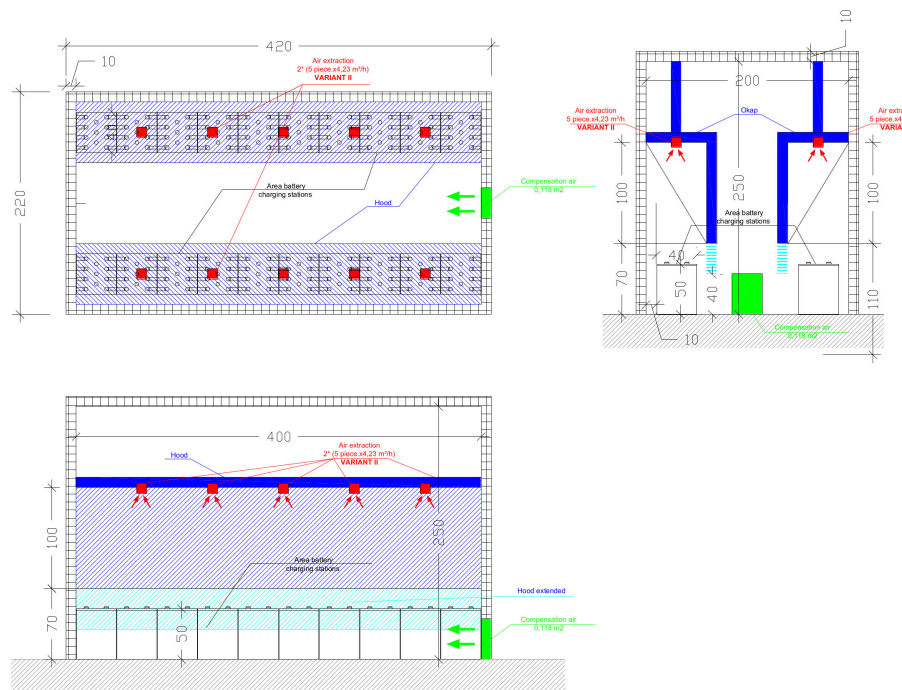 420
10
Air extraction
2* (5 piece.x4,23 m³/h)
VARIANT II
220
Area battery
charging stations
Hood
Compensation air
0,118 m2
10
200
Air extraction
5 piece.x4,23 m³/h
VARIANT II
Okap
Air extra
5 piece.x4
VARIA
100
250
100
Area battery
charging stations
40
70
50
40
110
Compensation air
0,118 m2
10
400
Air extraction
2* (5 piece.x4,23 m³/h)
VARIANT II
Hood
250
100
Area battery
charging stations
Hood extended
70
50
Compensation air
0,118 m2